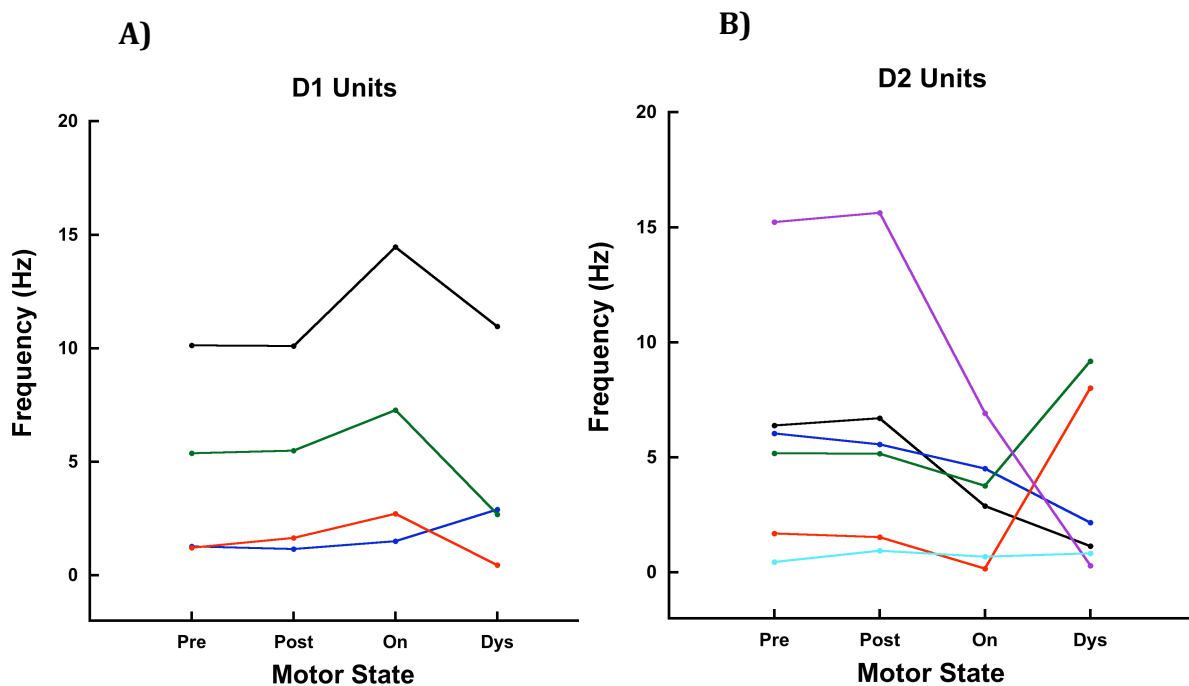 A)
D1 Units
20
15
10
5
0
Frequency (Hz)
Pre Post On Dys
Motor State
B)
D2 Units
20
15
10
5
0
Frequency (Hz)
Pre Post On Dys
Motor State